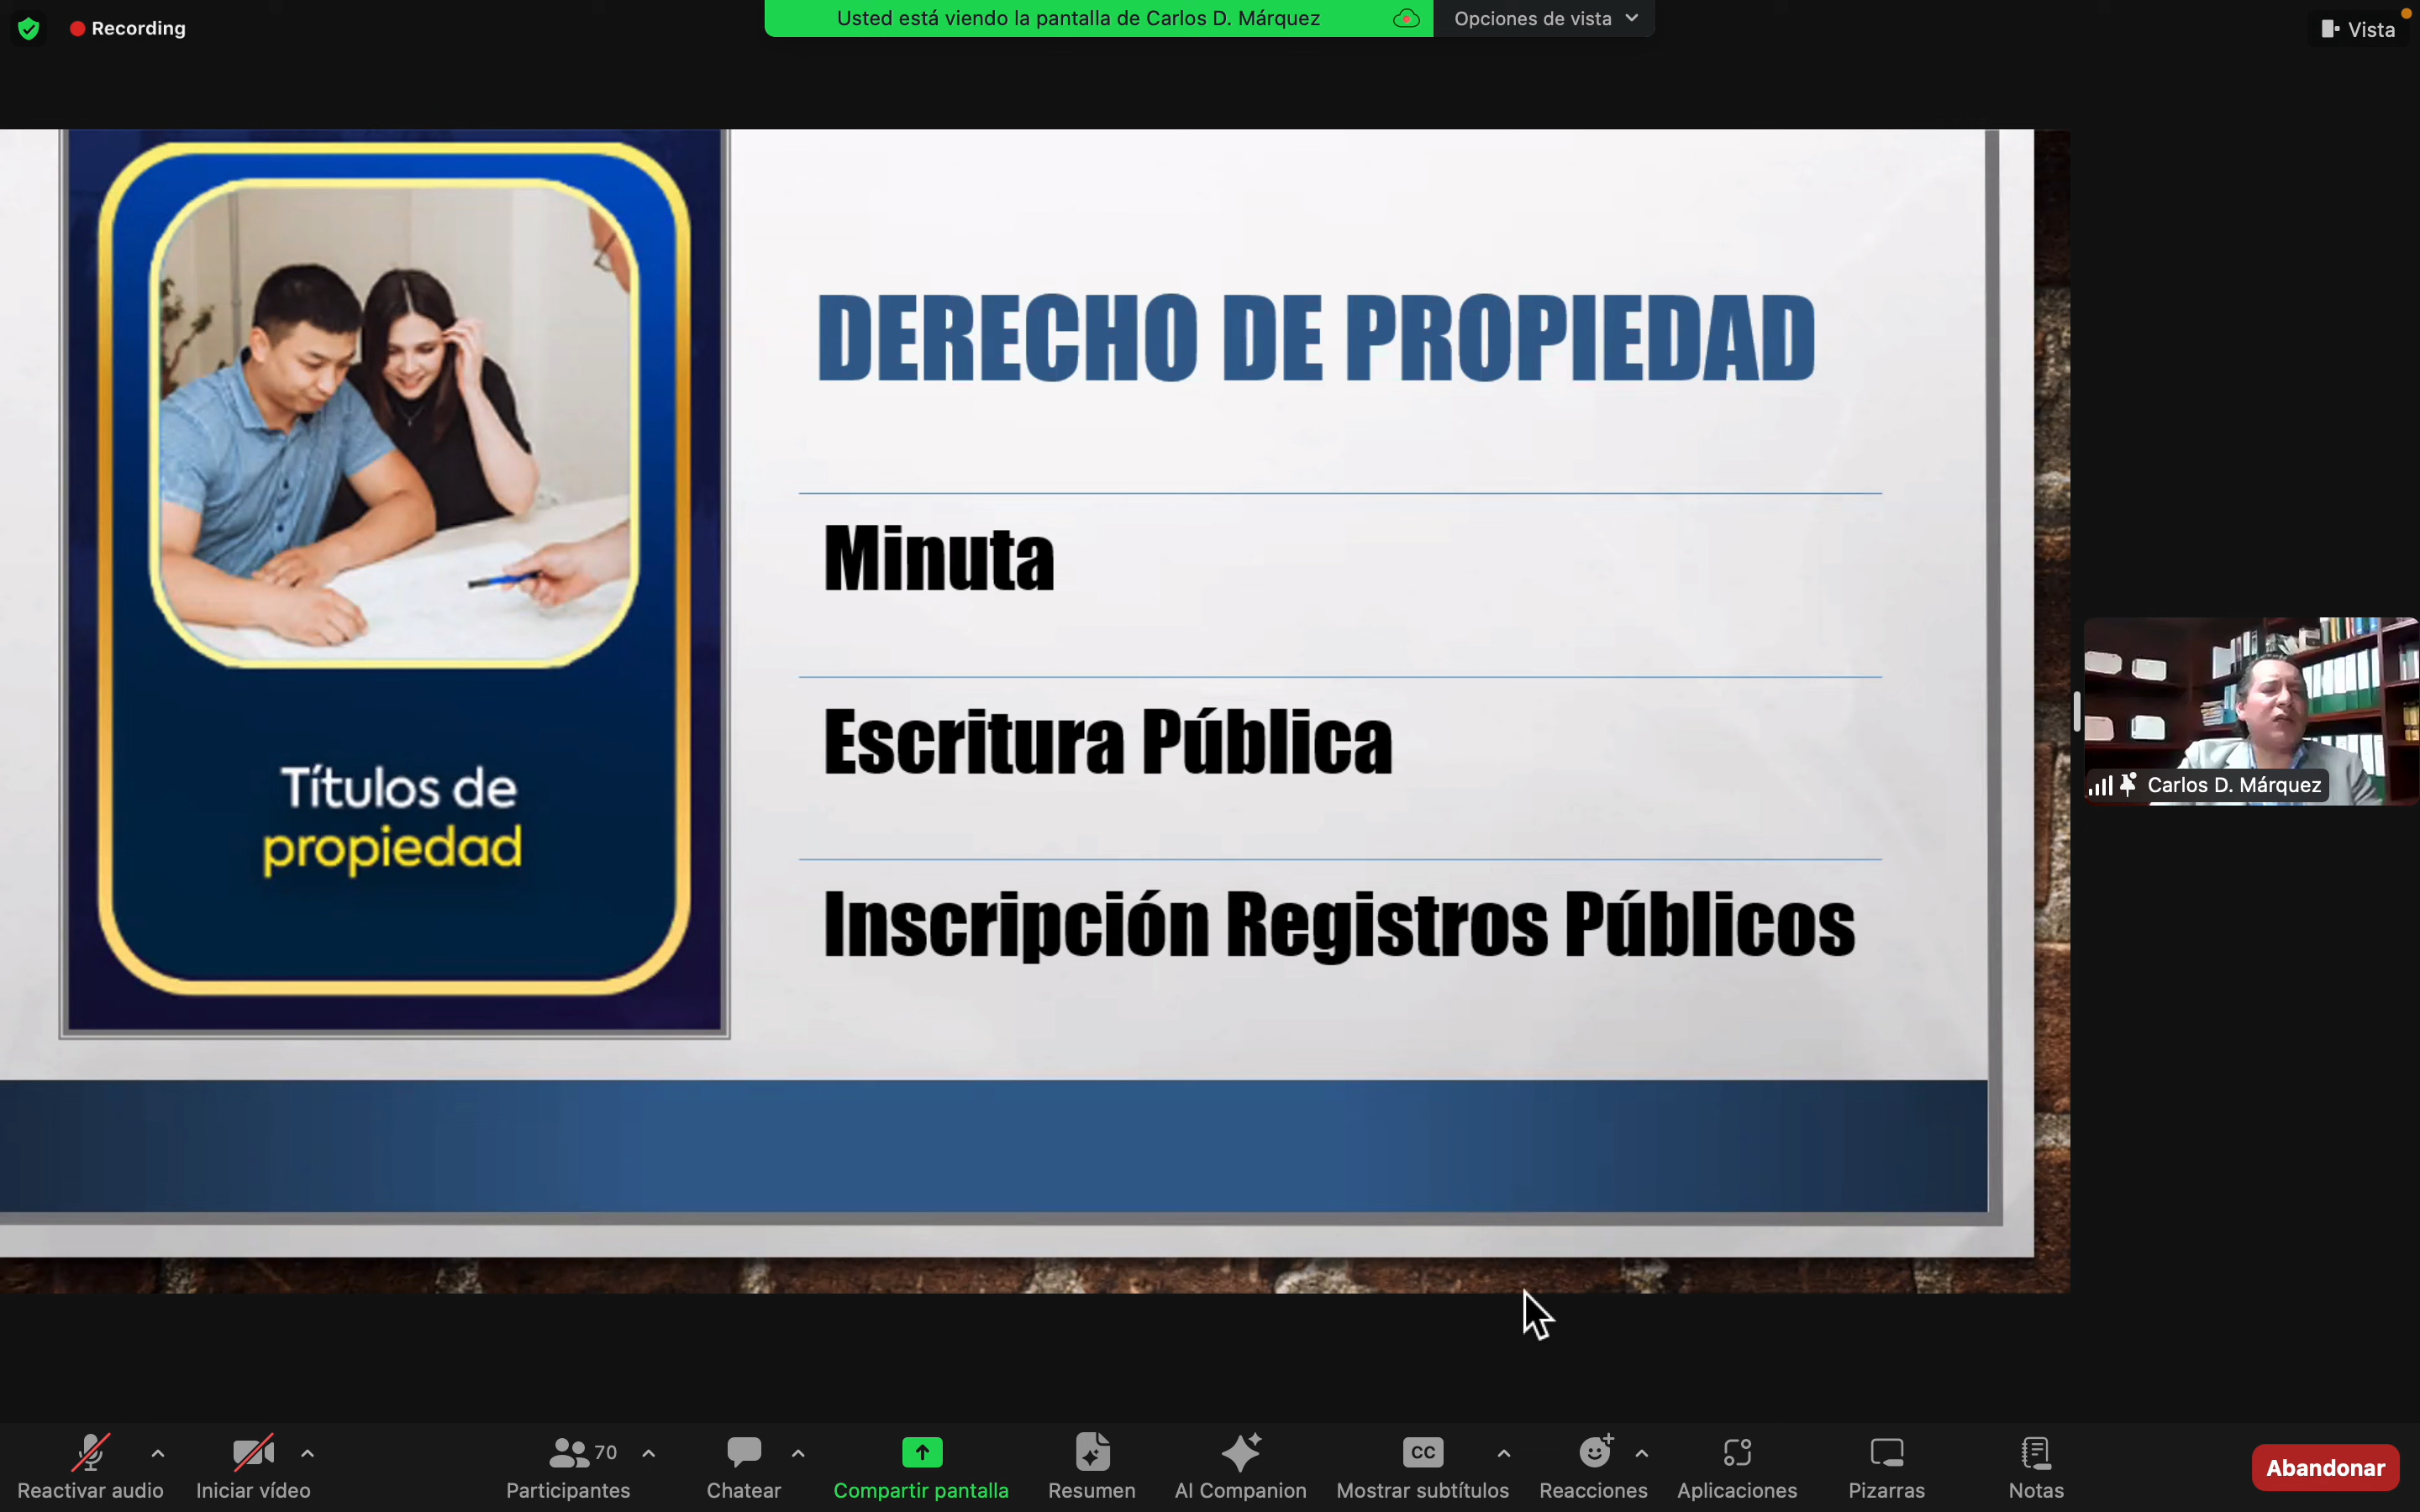 Recording
Usted está viendo la pantalla de Carlos D. Márquez
Opciones de vista
Vista
DERECHO DE PROPIEDAD
Minuta
Escritura Pública
Inscripción Registros Públicos
Títulos de
propiedad
Carlos D. Márquez
Reactivar audio
Iniciar vídeo
70
Participantes
Chatear
Compartir pantalla
Resumen
AI Companion
CC
Mostrar subtítulos
Reacciones
Aplicaciones
Pizarras
Notas
Abandonar